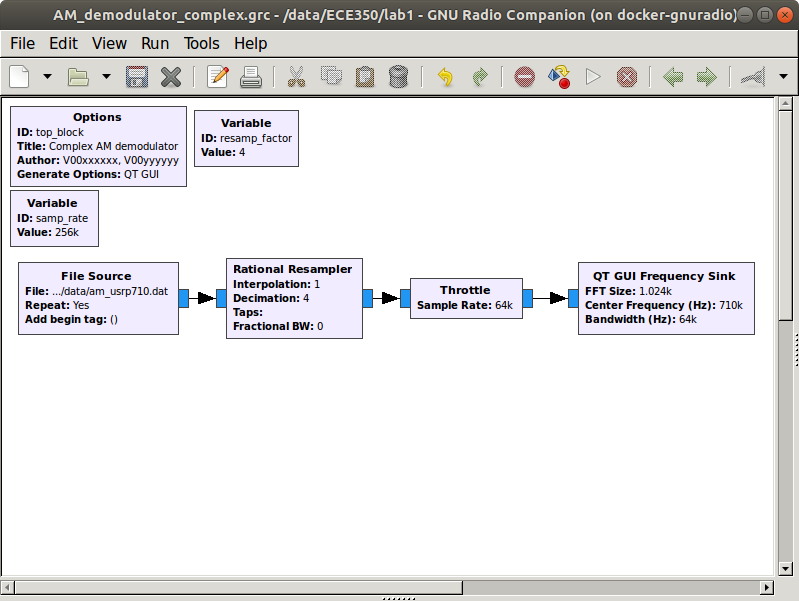 AM_demodulator_complex.grc - /data/ECE350/lab1 - GNU Radio Companion (on docker-gnuradio)
File Edit View Run Tools Help
Options
ID: top_block
Title: Complex AM demodulator
Author: V00xxxxxx, V00yyyyyy
Generate Options: QT GUI
Variable
ID: resamp_factor
Value: 4
Variable
ID: samp_rate
Value: 256k
File Source
File: .../data/am_usrp710.dat
Repeat: Yes
Add begin tag: ()
Rational Resampler
Interpolation: 1
Decimation: 4
Taps:
Fractional BW: 0
Throttle
Sample Rate: 64k
QT GUI Frequency Sink
FFT Size: 1.024k
Center Frequency (Hz): 710k
Bandwidth (Hz): 64k